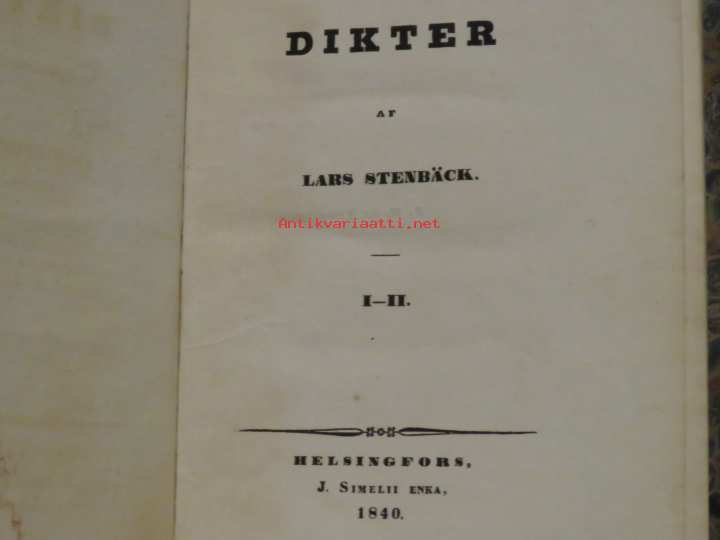 DIKTER
AF
LARS STENBÄCK.
Antikvariaatti.net
I–II.
HELSINGFORS,
J. SIMELII ENKA,
1840.